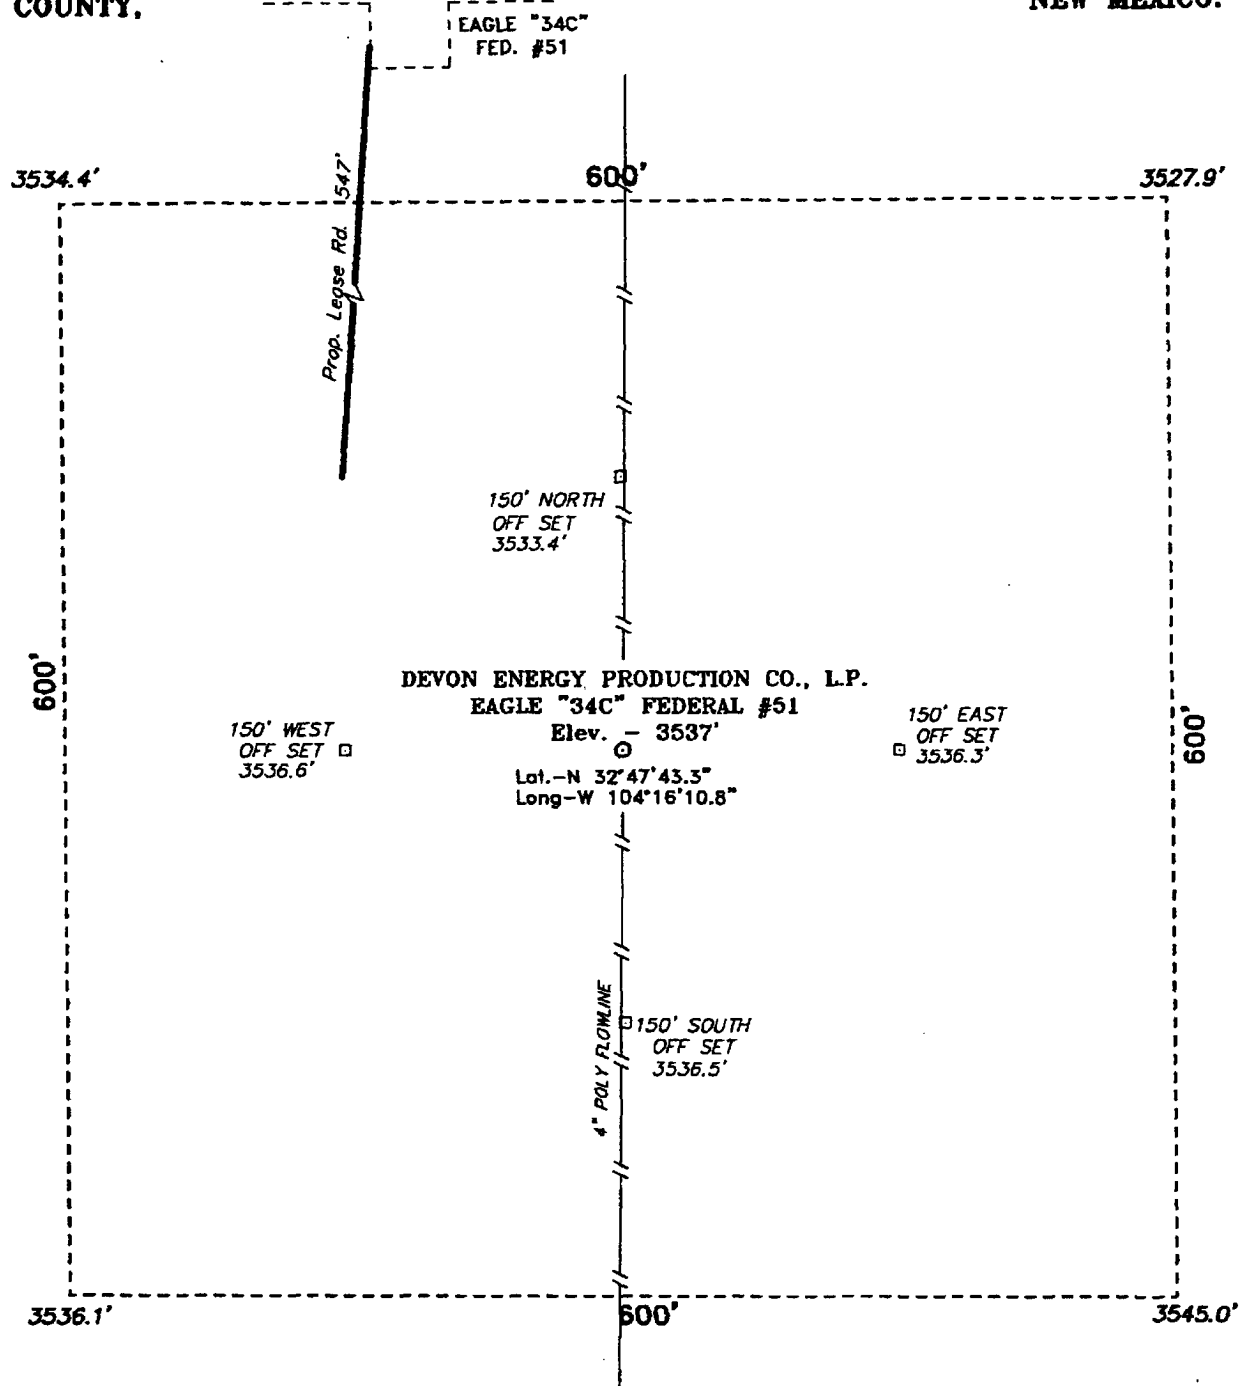 COUNTY,
NEW MEXICO.
EAGLE "34C"
FED. #51
3534.4'
600'
3527.9'
Prop. Lease Rd. 547'
150' NORTH
OFF SET
3533.4'
600'
DEVON ENERGY PRODUCTION CO., L.P.
EAGLE "34C" FEDERAL #51
Elev. - 3537'
150' WEST
OFF SET
3536.6'
150' EAST
OFF SET
3536.3'
600'
Lat.-N 32°47'43.3"
Long-W 104°16'10.8"
4" POLY FLOWLINE
150' SOUTH
OFF SET
3536.5'
3536.1'
600'
3545.0'